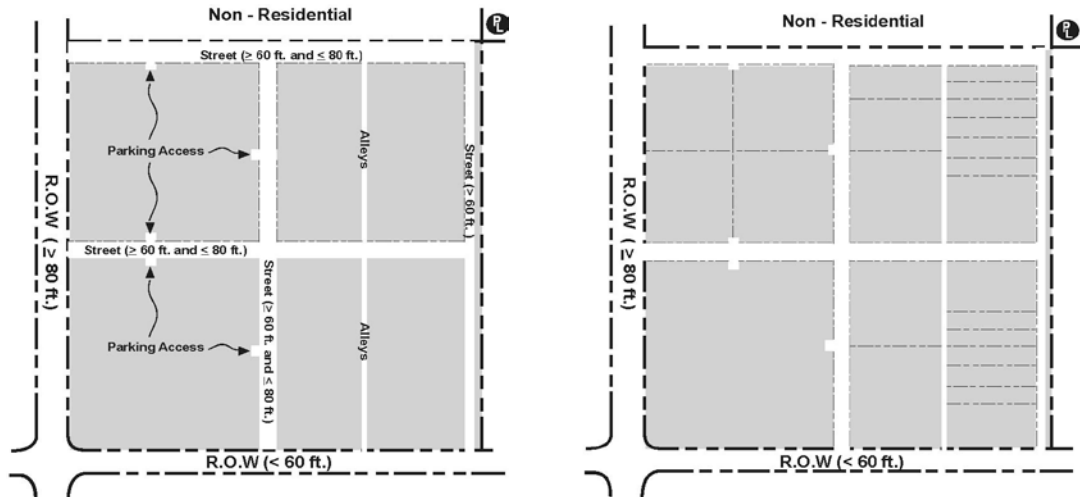 Non - Residential
PL
Street (≥ 60 ft. and ≤ 80 ft.)
Parking Access
Alleys
Street (> 60 ft.)
R.O.W ( ≥ 80 ft.)
Street (≥ 60 ft. and ≤ 80 ft.)
Street (≥ 60 ft. and ≤ 80 ft.)
Parking Access
Alleys
R.O.W (< 60 ft.)
Non - Residential
PL
R.O.W ( ≥ 80 ft.)
R.O.W (< 60 ft.)